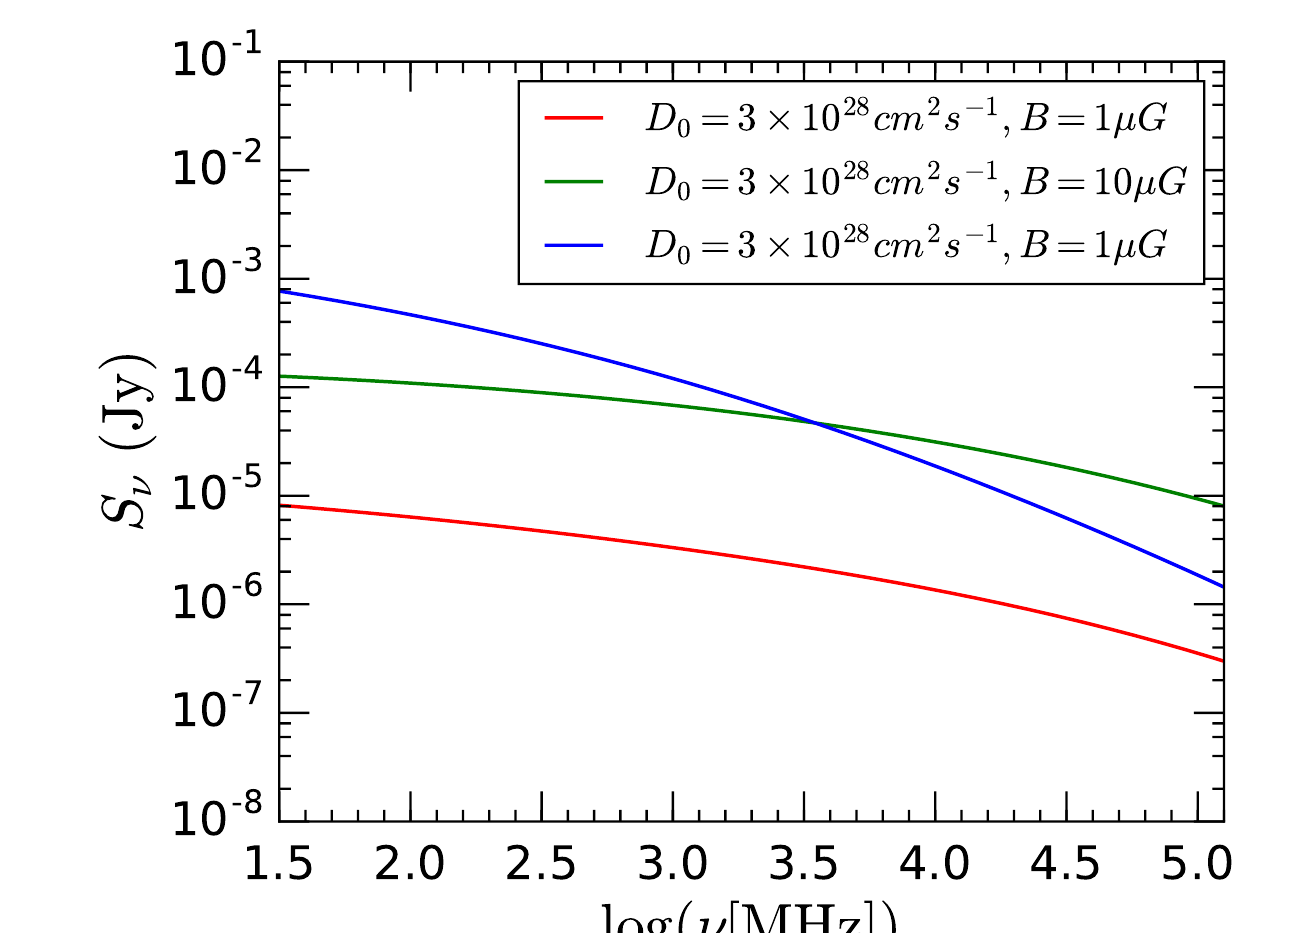 10^-1
10^-2
10^-3
10^-4
10^-5
10^-6
10^-7
10^-8
S_ν (Jy)
D_0 = 3 × 10^28 cm^2 s^-1, B = 1μG
D_0 = 3 × 10^28 cm^2 s^-1, B = 10μG
D_0 = 3 × 10^28 cm^2 s^-1, B = 1μG
1.5 2.0 2.5 3.0 3.5 4.0 4.5 5.0
log(ν[MHz])